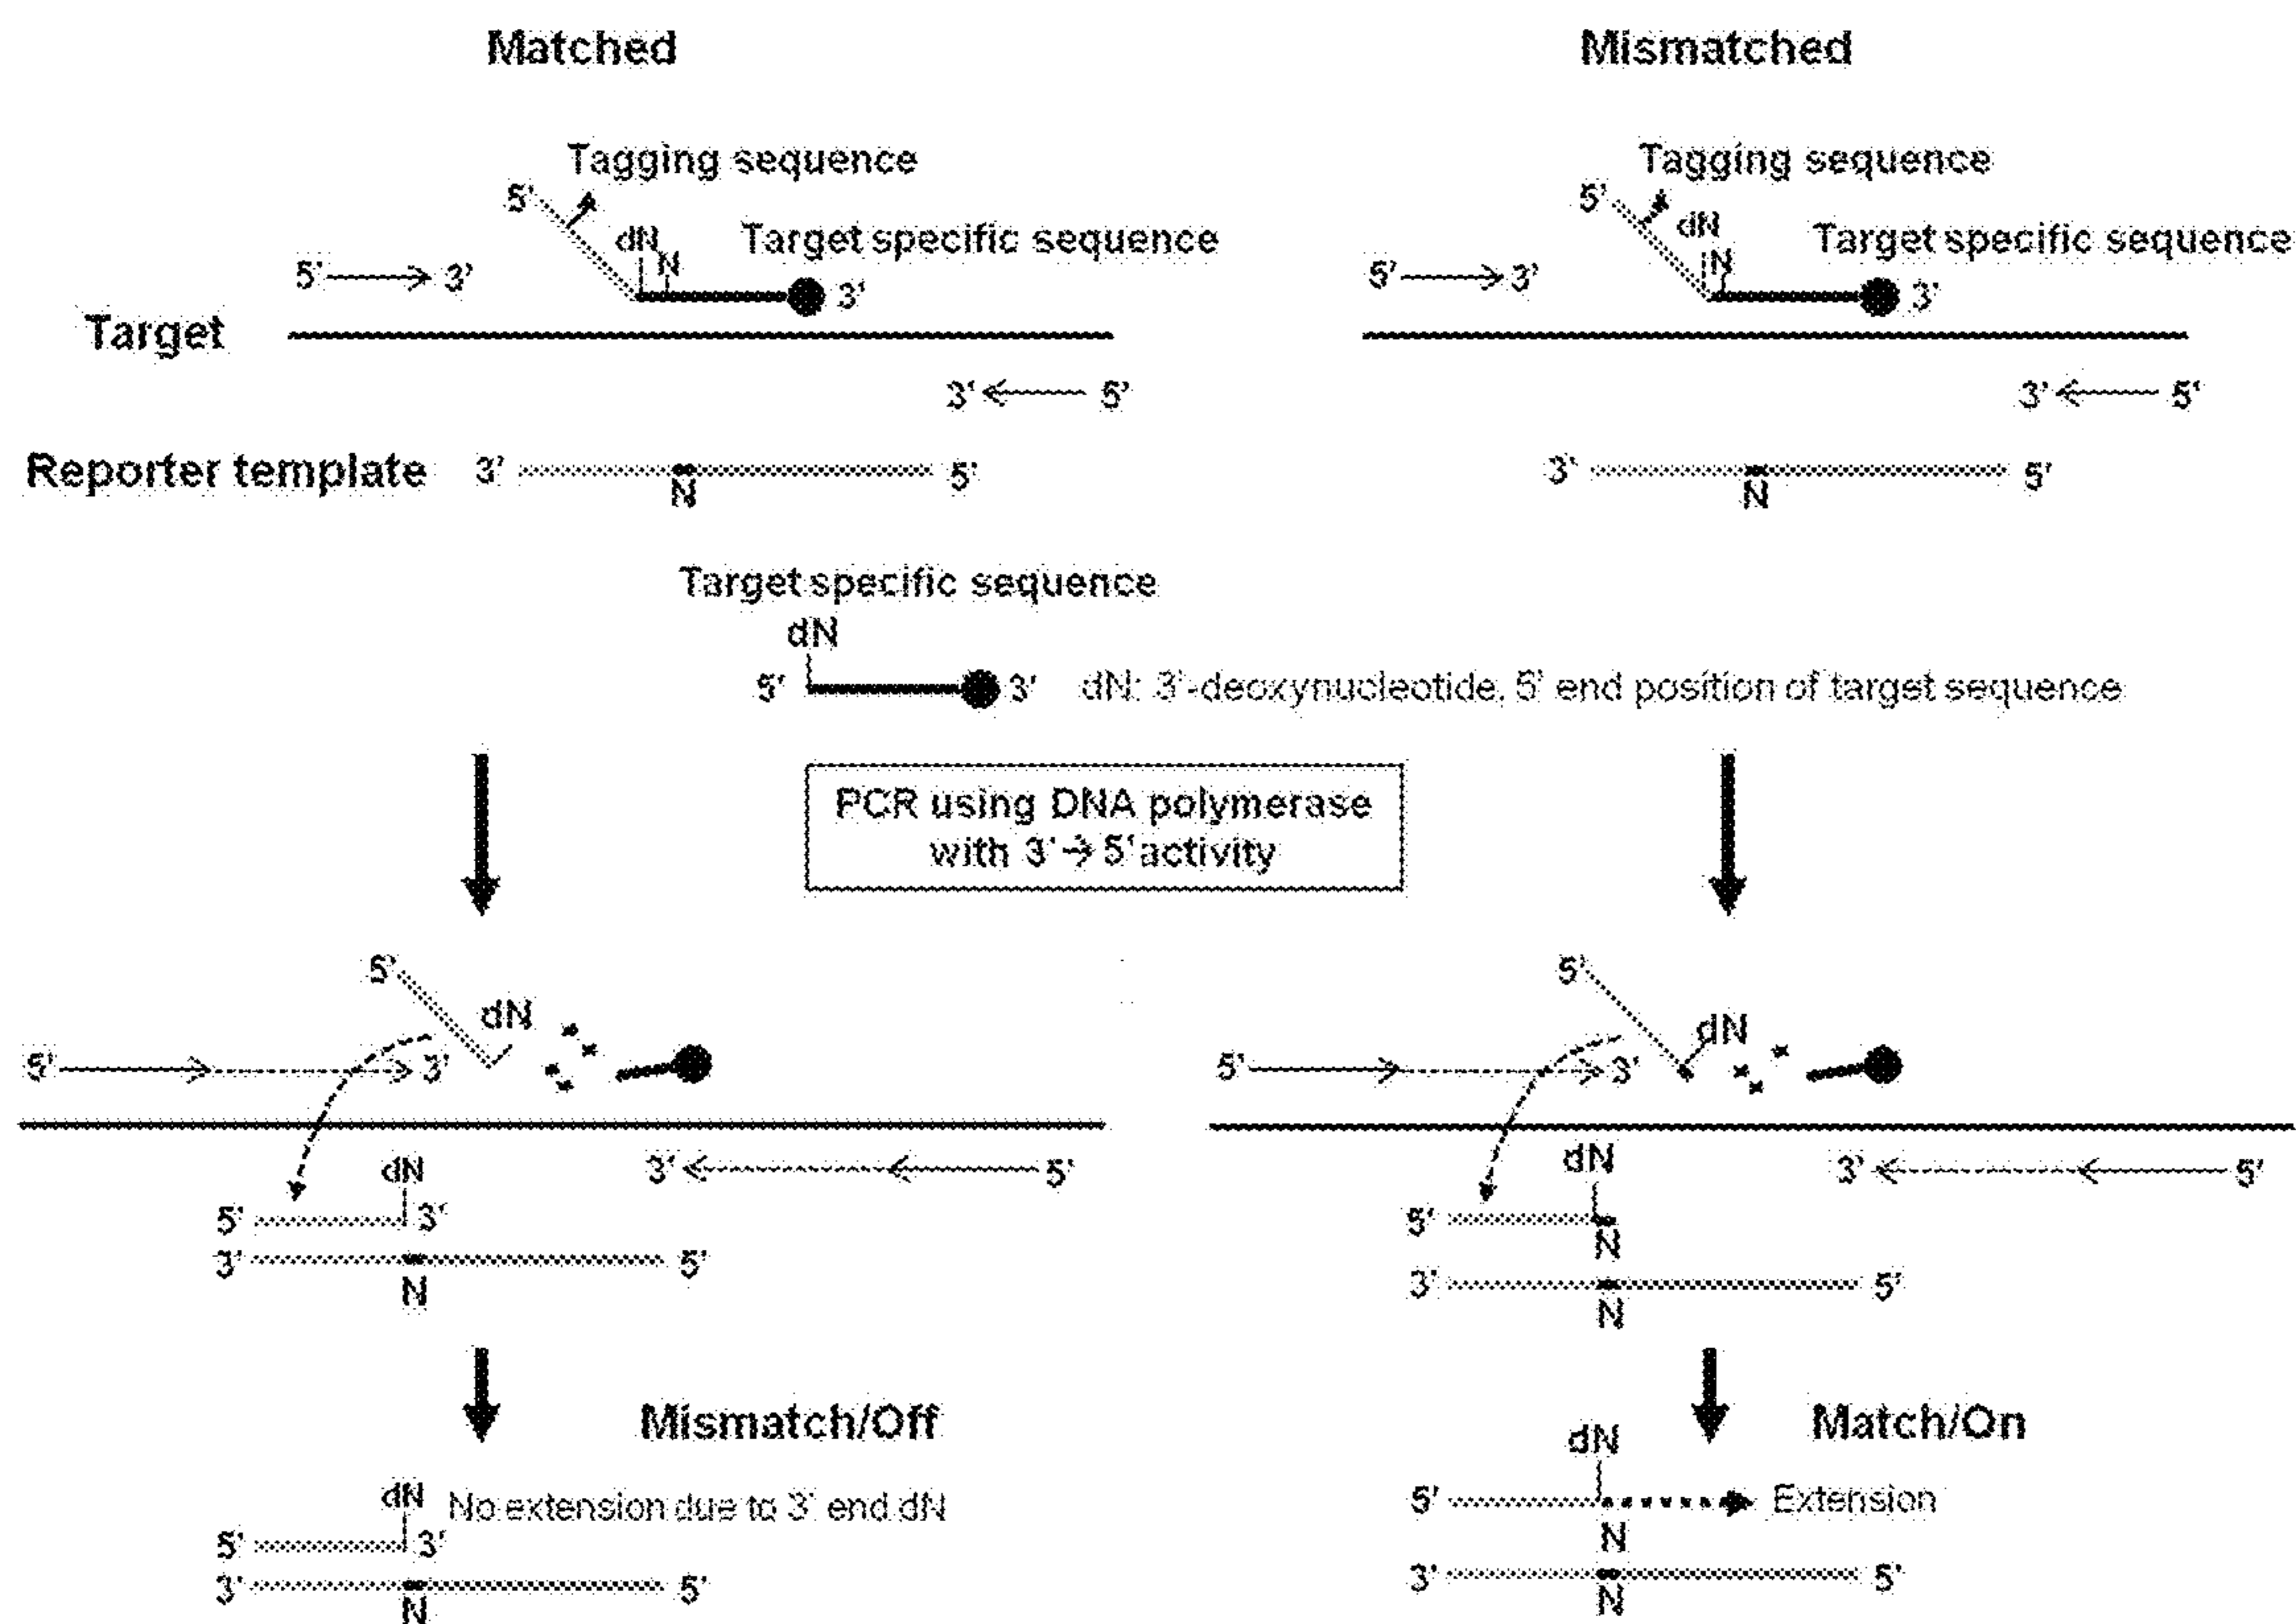 Matched Mismatched
Tagging sequence Tagging sequence
5' 5'
dN Target specific sequence dN Target specific sequence
N N
5' 3' 3' 5' 3' 3'
Target
3' 5' 3' 5'
Reporter template 3' 5' 3' 5'
N N
Target specific sequence
dN
5' 3' dN: 3'-deoxynucleotide, 5' end position of target sequence
PCR using DNA polymerase
with 3'→5' activity
5' 5'
dN dN
5' 3' 5' 3'
dN 3' 5' dN 3' 5'
5' 3' 5' N
3' 5' 3' 5'
N N
Mismatch/Off Match/On
dN
dN No extension due to 3' end dN 5' Extension
5' 3' N
3' 5' 3' 5'
N N